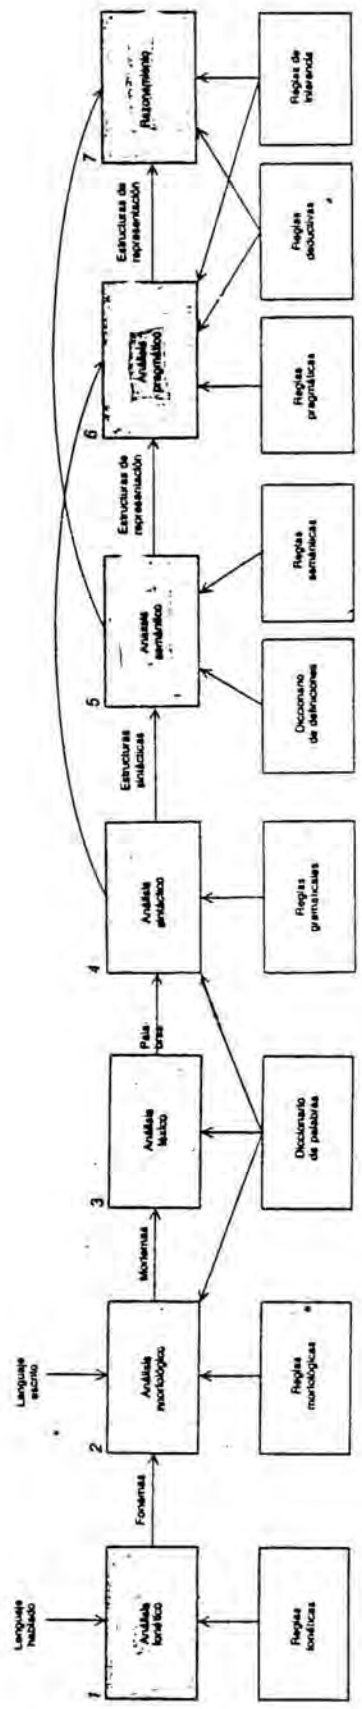 Lenguaje
hablado
Lenguaje
escrito
1
Análisis
fonético
Fonemas
2
Análisis
morfológico
Morfemas
3
Análisis
léxico
Pala-
bras
4
Análisis
sintáctico
Estructuras
sintácticas
5
Análisis
semántico
Estructuras de
representación
6
Análisis
pragmático
Estructuras de
representación
7
Razonamiento
Reglas
fonéticas
Reglas
morfológicas
Diccionario
de palabras
Reglas
gramaticales
Diccionario
de definiciones
Reglas
semánticas
Reglas
pragmáticas
Reglas
deductivas
Reglas de
inferencia